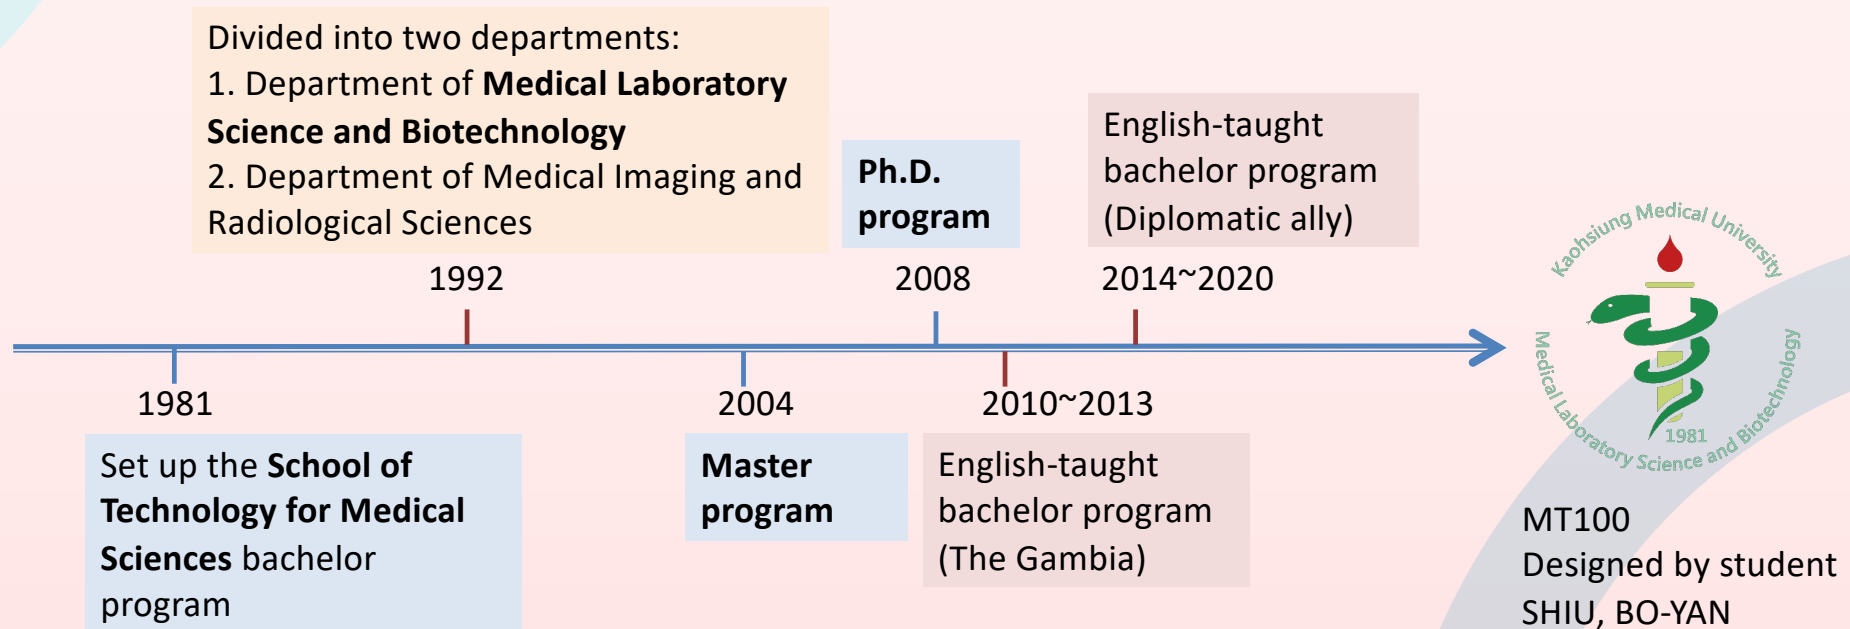 Divided into two departments:
1. Department of Medical Laboratory
Science and Biotechnology
2. Department of Medical Imaging and
Radiological Sciences
1992
Ph.D.
program
2008
English-taught
bachelor program
(Diplomatic ally)
2014~2020
1981
Set up the School of
Technology for Medical
Sciences bachelor
program
2004
Master
program
2010~2013
English-taught
bachelor program
(The Gambia)
Kaohsiung Medical University
Medical Laboratory Science and Biotechnology
1981
MT100
Designed by student
SHIU, BO-YAN